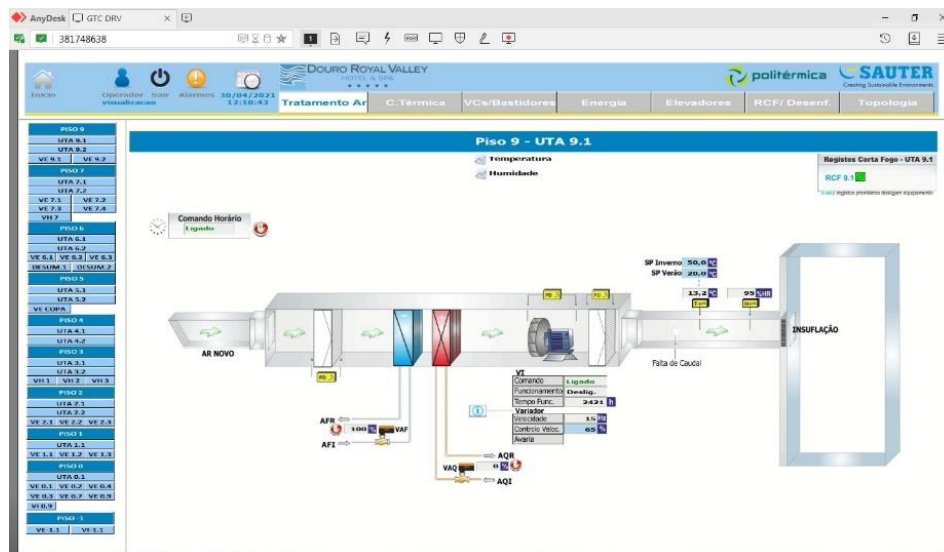 AnyDesk GTC DRV
381748638
DOURO ROYAL VALLEY
HOTEL & SPA
politérmica SAUTER
Creating Sustainable Environments
Início Operador Sair Alarmes 30/04/2021
visualizacao 12:10:43
Tratamento Ar C.Termica VCs/Bastidores Energia Elevadores RCF/ Desenf. Topologia
PISO 9
UTA 9.1
UTA 9.2
VE 9.1 VE 9.2
PISO 7
UTA 7.1
UTA 7.2
VE 7.1 VE 7.2
VE 7.3 VE 7.4
VH 7
PISO 6
UTA 6.1
UTA 6.2
VE 6.1 VE 6.2 VE 6.3
DESUM.1 DESUM.2
PISO 5
UTA 5.1
UTA 5.2
VE COPA
PISO 4
UTA 4.1
UTA 4.2
PISO 3
UTA 3.1
UTA 3.2
VH 1 VH 2 VH 3
PISO 2
UTA 2.1
UTA 2.2
VE 2.1 VE 2.2 VE 2.3
PISO 1
UTA 1.1
VE 1.1 VE 1.2 VE 1.3
PISO 0
UTA 0.1
VE 0.1 VE 0.2 VE 0.4
VE 0.3 VE 0.7 VE 0.9
VI 0.9
PISO -1
VE-1.1 VI-1.1
Piso 9 - UTA 9.1
Temperatura
Humidade
Registos Corta Fogo - UTA 9.1
RCF 9.1
Comando Horário
Ligado
SP Inverno 50,0 ºC
SP Verão 20,0 ºC
13,2 ºC 95 %HR
AR NOVO
INSUFLAÇÃO
Falta de Caudal
PD
PD
PD
VI
Comando Ligado
Funcionamento Deslig.
Tempo Func. 2421 h
Variador
Velocidade 15 Hz
Controlo Veloc. 65 %
Avaria
AFR
100 % VAF
AFI
AQR
VAQ 0 %
AQI